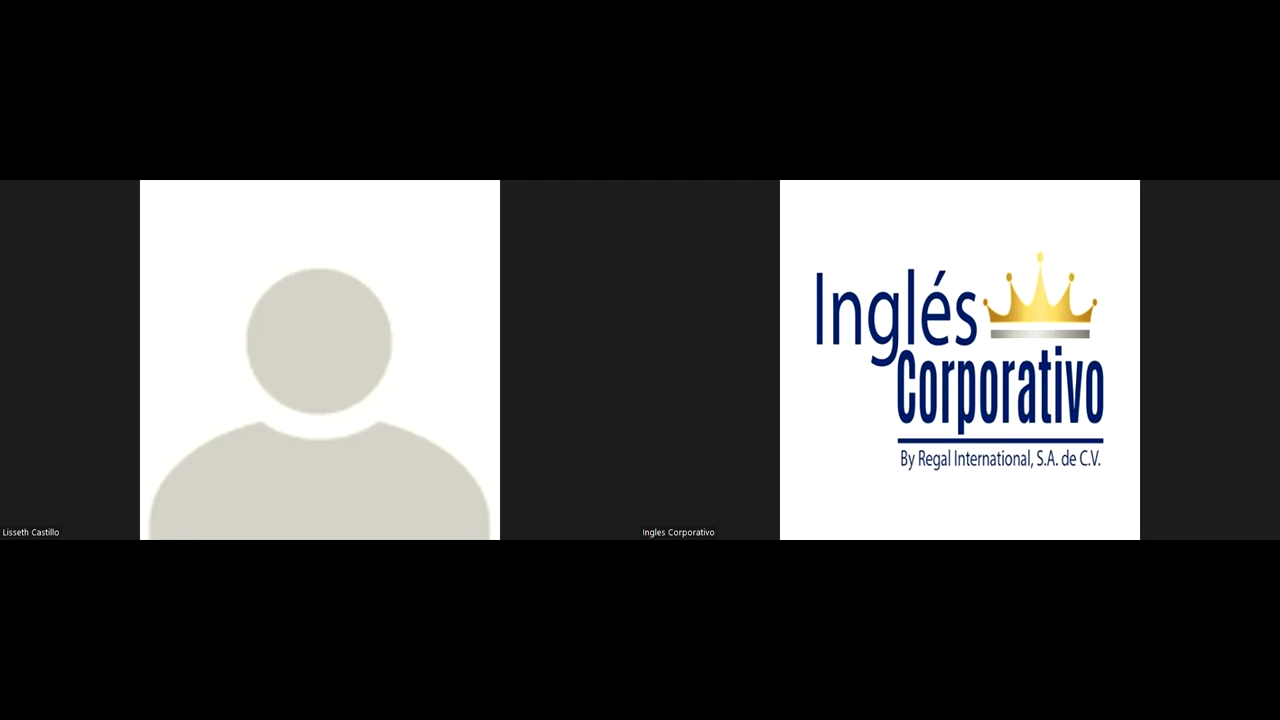 Inglés
Corporativo
By Regal International, S.A. de C.V.
Lisseth Castillo
Ingles Corporativo